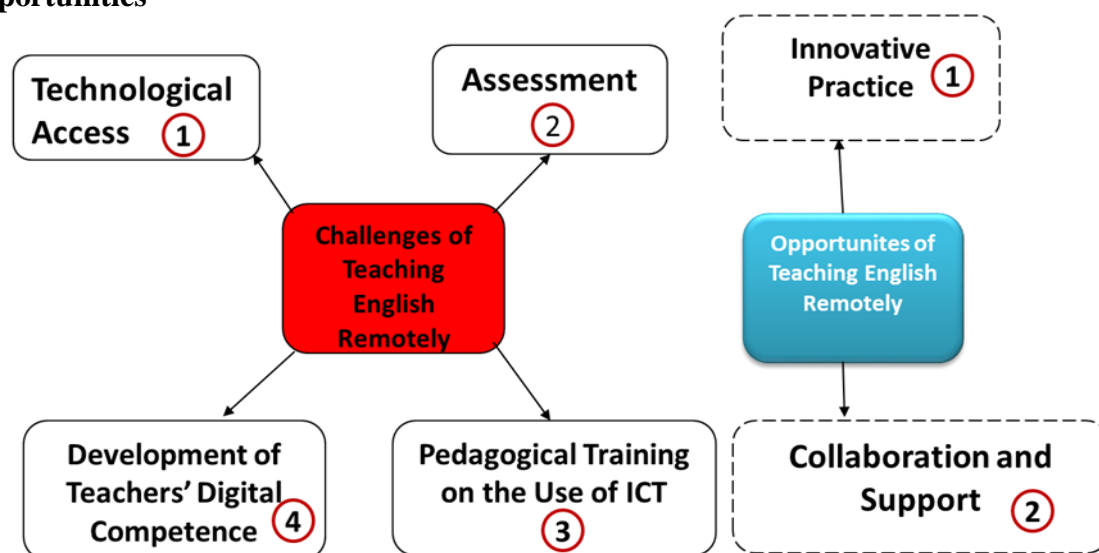 portunities
Technological
Access 1
Assessment
2
Innovative
Practice 1
Challenges of
Teaching
English
Remotely
Opportunites of
Teaching English
Remotely
Development of
Teachers' Digital
Competence 4
Pedagogical Training
on the Use of ICT
3
Collaboration and
Support 2